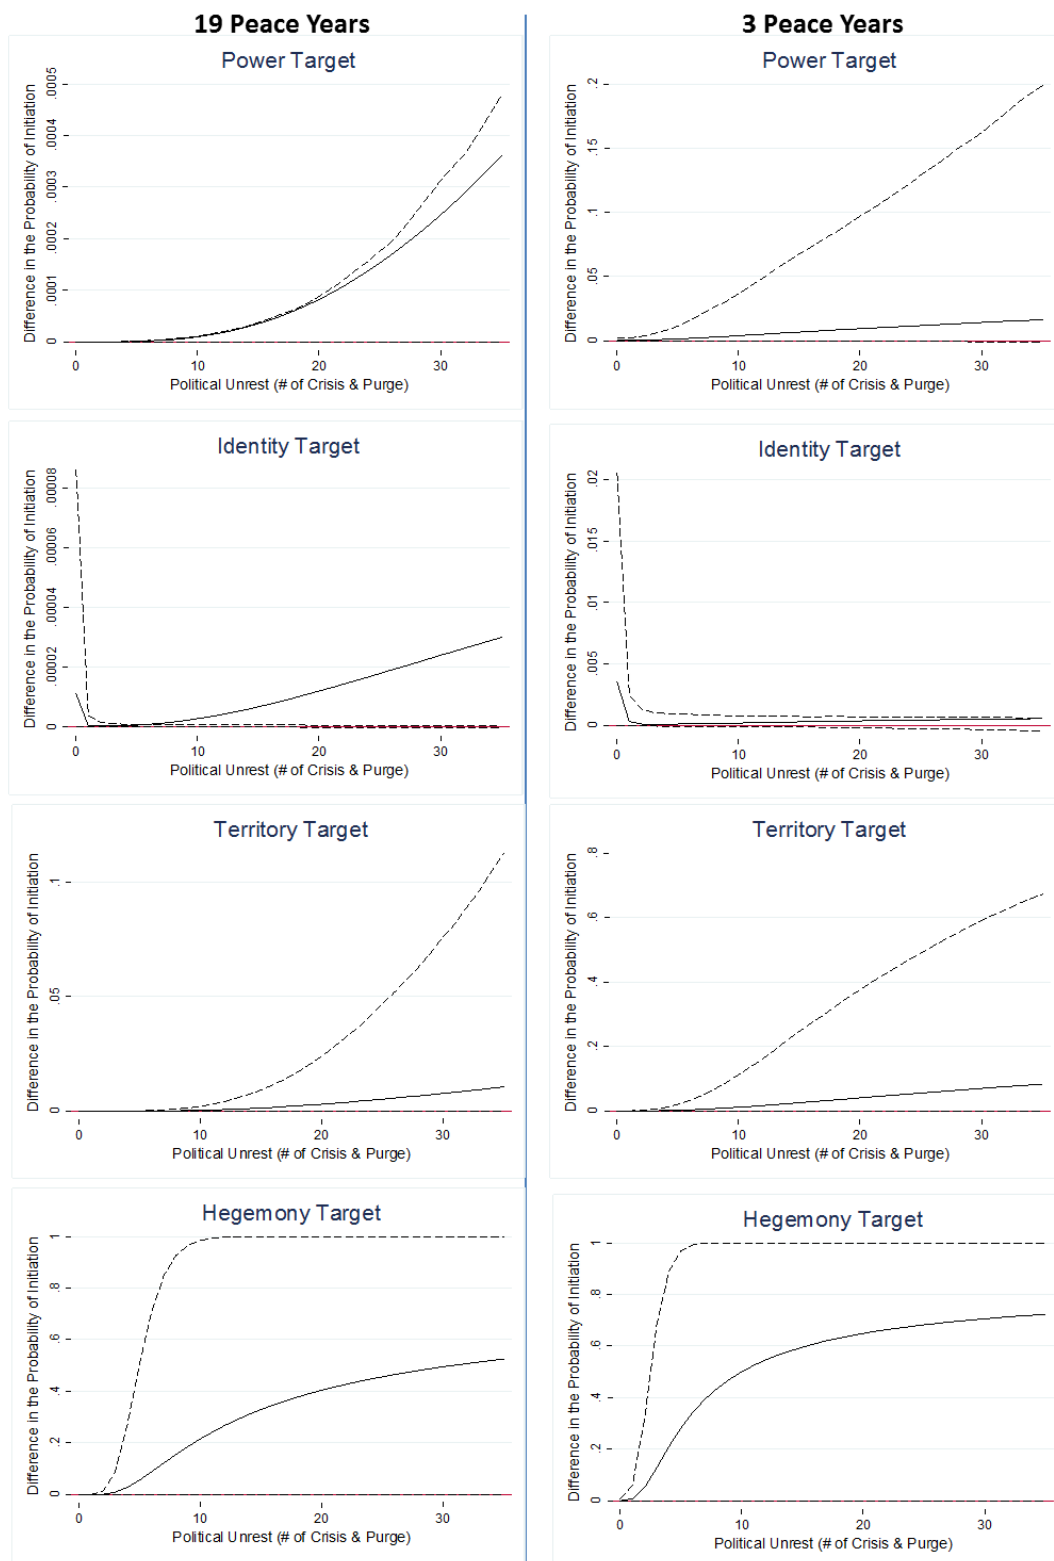 19 Peace Years
3 Peace Years
Power Target
Difference in the Probability of Initiation
.0005
.0004
.0003
.0002
.0001
0
0 10 20 30
Political Unrest (# of Crisis & Purge)
Power Target
Difference in the Probability of Initiation
.2
.15
.1
.05
0
0 10 20 30
Political Unrest (# of Crisis & Purge)
Identity Target
Difference in the Probability of Initiation
.00008
.00006
.00004
.00002
0
0 10 20 30
Political Unrest (# of Crisis & Purge)
Identity Target
Difference in the Probability of Initiation
.02
.015
.01
.005
0
0 10 20 30
Political Unrest (# of Crisis & Purge)
Territory Target
Difference in the Probability of Initiation
.1
.05
0
0 10 20 30
Political Unrest (# of Crisis & Purge)
Territory Target
Difference in the Probability of Initiation
.8
.6
.4
.2
0
0 10 20 30
Political Unrest (# of Crisis & Purge)
Hegemony Target
Difference in the Probability of Initiation
1
.8
.6
.4
.2
0
0 10 20 30
Political Unrest (# of Crisis & Purge)
Hegemony Target
Difference in the Probability of Initiation
1
.8
.6
.4
.2
0
0 10 20 30
Political Unrest (# of Crisis & Purge)